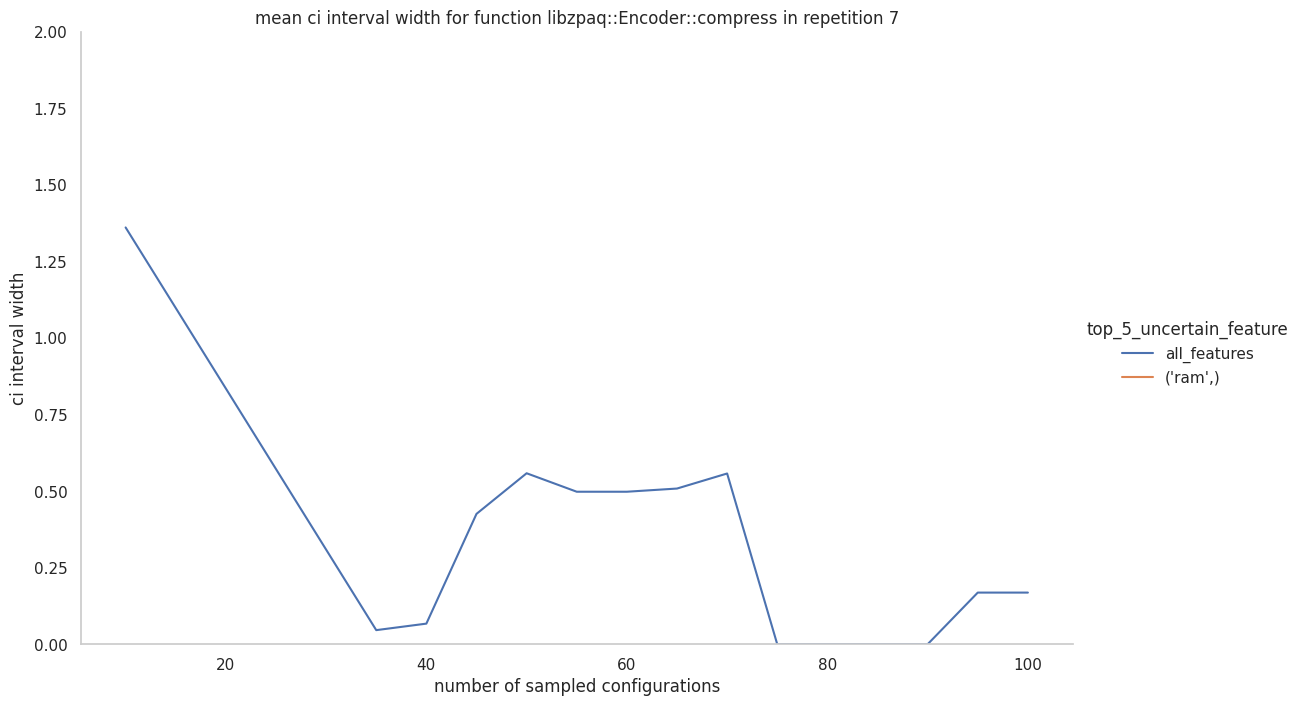 mean ci interval width for function libzpaq::Encoder::compress in repetition 7
2.00
1.75
1.50
1.25
1.00
0.75
0.50
0.25
0.00
ci interval width
20
40
60
80
100
number of sampled configurations
top_5_uncertain_feature
all_features
('ram',)